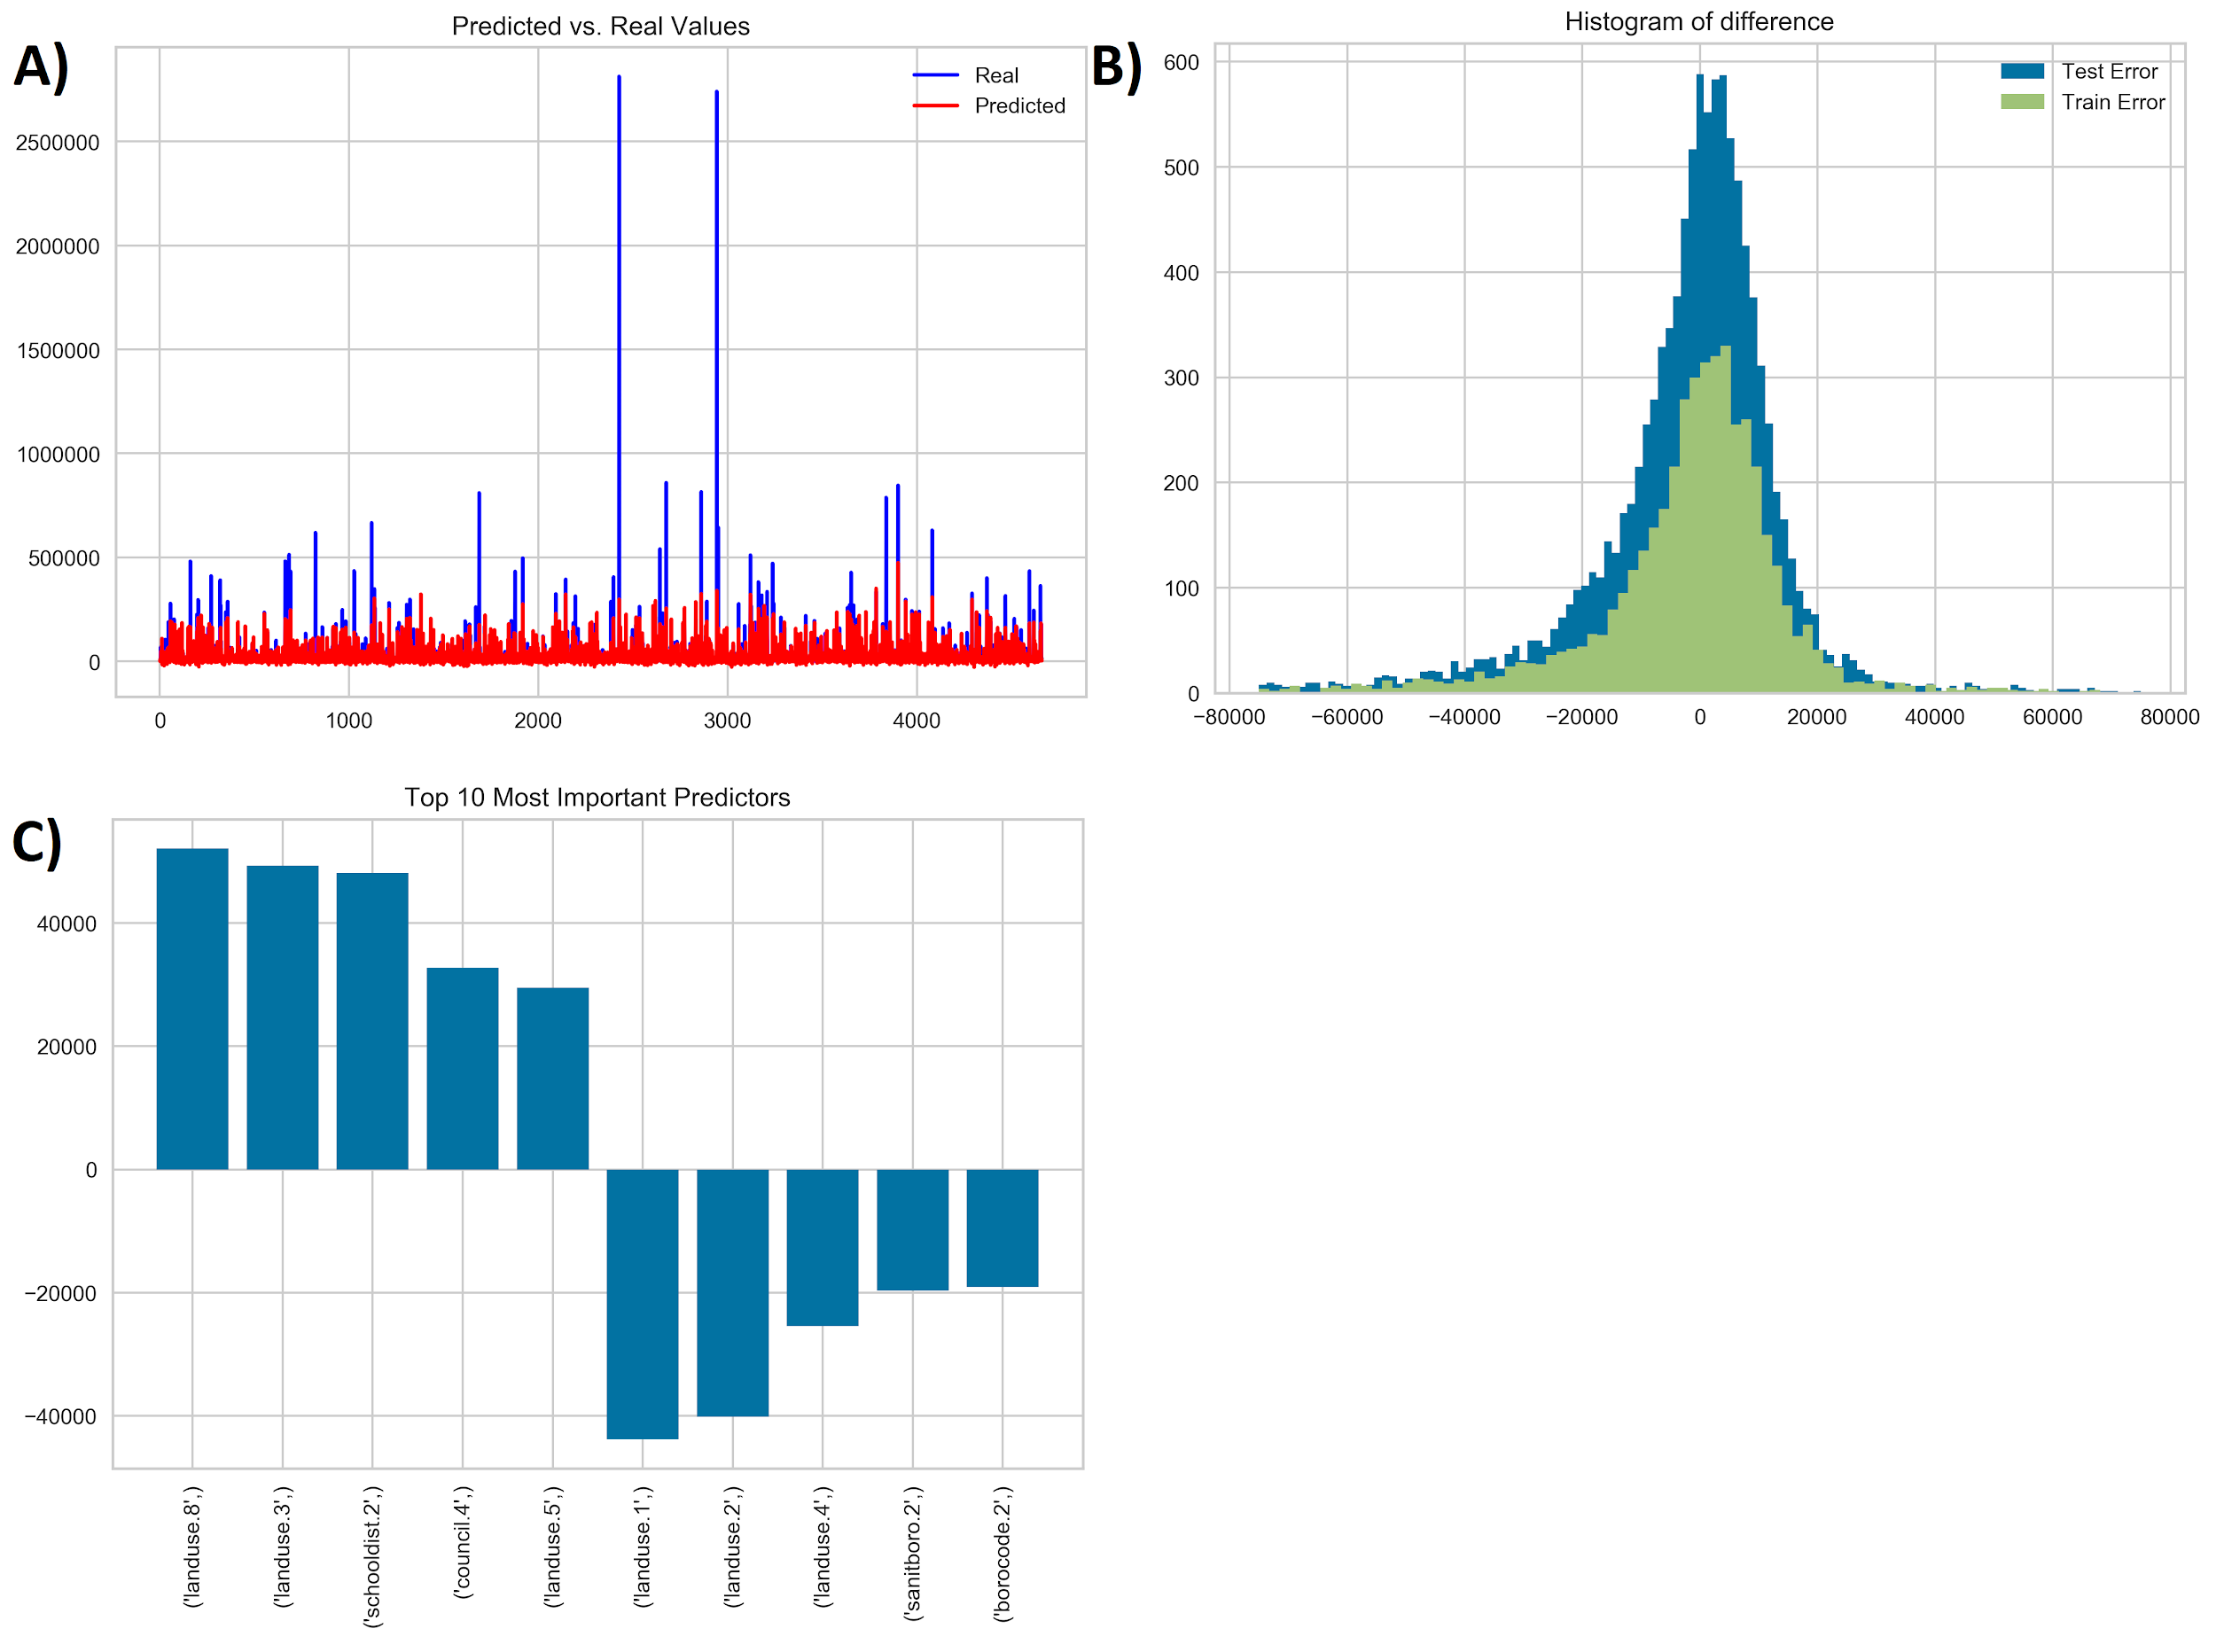 Predicted vs. Real Values
A)
Real
Predicted
2500000
2000000
1500000
1000000
500000
0
0 1000 2000 3000 4000
Histogram of difference
B)
Test Error
Train Error
600
500
400
300
200
100
0
−80000 −60000 −40000 −20000 0 20000 40000 60000 80000
Top 10 Most Important Predictors
C)
40000
20000
0
−20000
−40000
('landuse.8',)
('landuse.3',)
('schooldist.2',)
('council.4',)
('landuse.5',)
('landuse.1',)
('landuse.2',)
('landuse.4',)
('sanitboro.2',)
('borocode.2',)